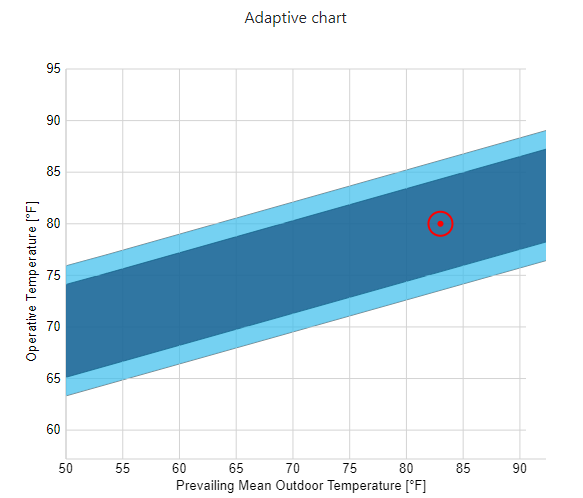 Adaptive chart
95
90
85
80
75
70
65
60
Operative Temperature [°F]
50 55 60 65 70 75 80 85 90
Prevailing Mean Outdoor Temperature [°F]